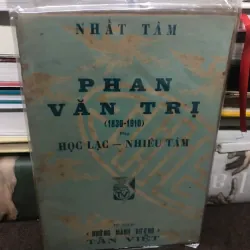 NHẤT TÂM
PHAN
VĂN TRỊ
(1830-1910)
HỌC LẠC — NHIÊU TÂM
TÂN VIỆT